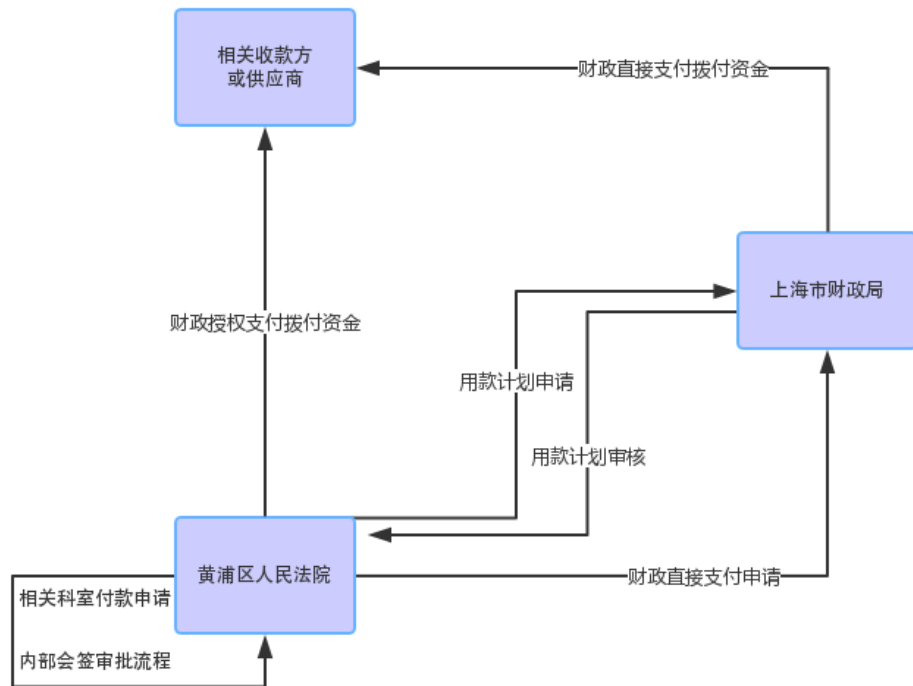 相关收款方
或供应商
财政直接支付拨付资金
上海市财政局
财政授权支付拨付资金
用款计划申请
用款计划审核
黄浦区人民法院
财政直接支付申请
相关科室付款申请
内部会签审批流程